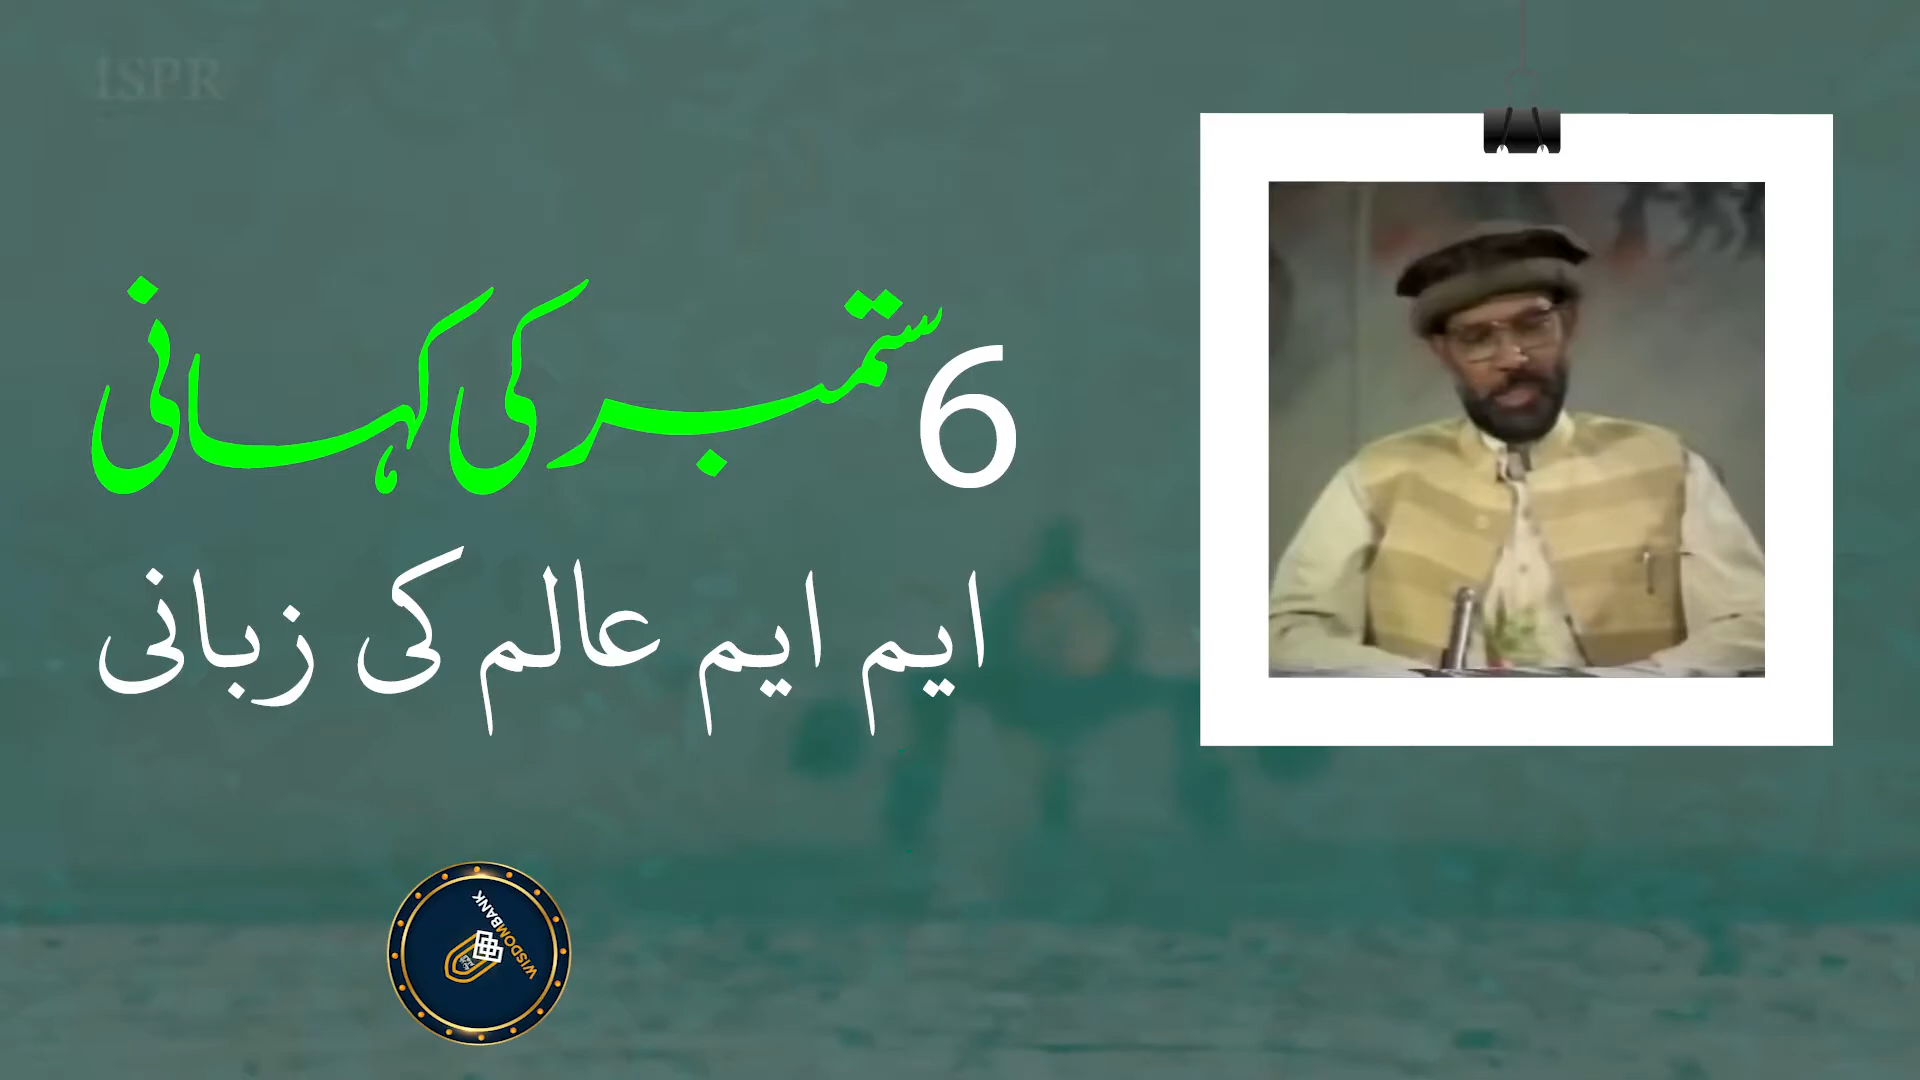 ISPR
6 ستمبر کی کہانی
ایم ایم عالم کی زبانی
WISDOMBANK